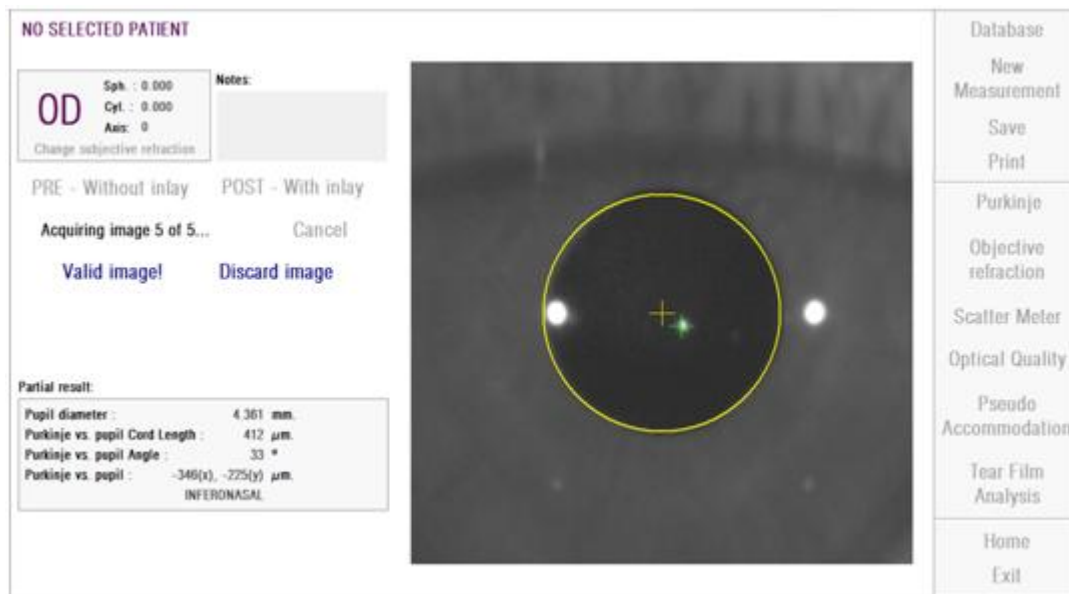 NO SELECTED PATIENT
OD
Sph. : 0.000
Cyl. : 0.000
Axis: 0
Change subjective refraction
Notes:
PRE - Without inlay
POST - With inlay
Acquiring image 5 of 5...
Cancel
Valid image!
Discard image
Partial result:
Pupil diameter : 4.361 mm.
Purkinje vs. pupil Cord Length : 412 μm.
Purkinje vs. pupil Angle : 33 °
Purkinje vs. pupil : -346(x), -225(y) μm.
INFERONASAL
Database
New
Measurement
Save
Print
Purkinje
Objective
refraction
Scatter Meter
Optical Quality
Pseudo
Accommodation
Tear Film
Analysis
Home
Exit